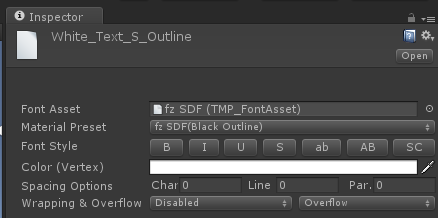 Inspector
White_Text_S_Outline
Open
Font Asset fz SDF (TMP_FontAsset)
Material Preset fz SDF(Black Outline)
Font Style B I U S ab AB SC
Color (Vertex)
Spacing Options Char 0 Line 0 Par. 0
Wrapping & Overflow Disabled Overflow